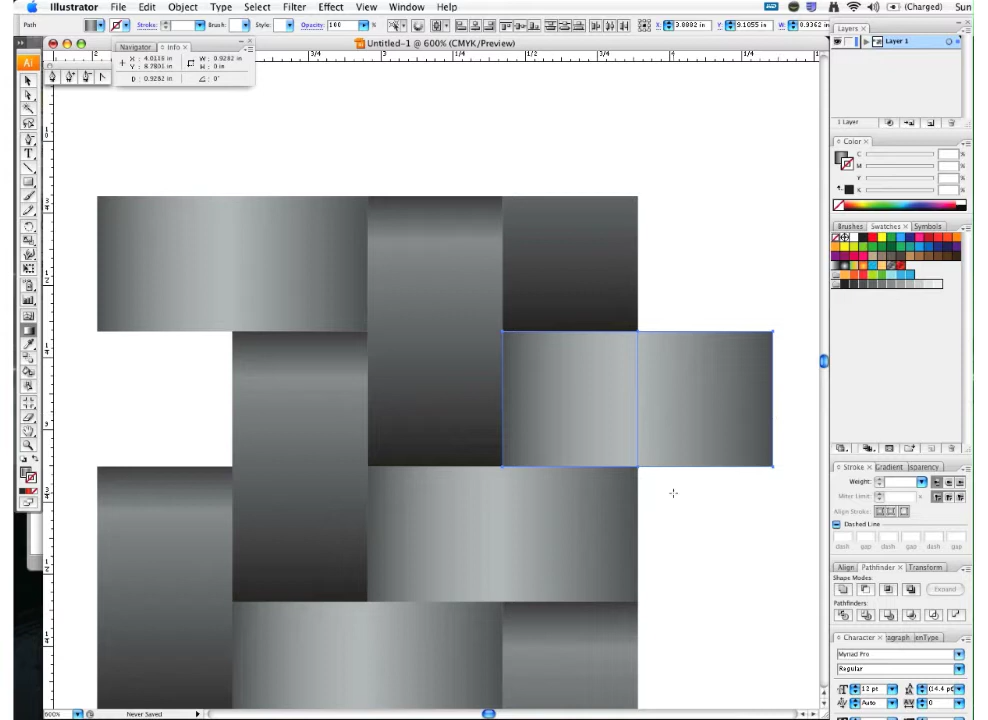 Illustrator File Edit Object Type Select Filter Effect View Window Help (Charged) Sun
Path Stroke: Brush: Style: Opacity: 100 % X: 3.8882 in Y: 9.1055 in W: 0.9362 in
Untitled-1 @ 600% (CMYK/Preview)
Navigator Info
X : 4.0118 in W : 0.9282 in
Y : 8.7801 in H : 0 in
D : 0.9282 in : 0°
Ai
Layers
Layer 1
1 Layer
Color
C %
M %
Y %
K %
Brushes Swatches Symbols
Stroke Gradient
Weight:
Miter Limit: x
Align Stroke:
Dashed Line
dash gap dash gap dash gap
Align Pathfinder Transform
Shape Modes:
Expand
Pathfinders:
Character
Myriad Pro
Regular
12 pt (14.4 pt)
Auto 0
600% Never Saved